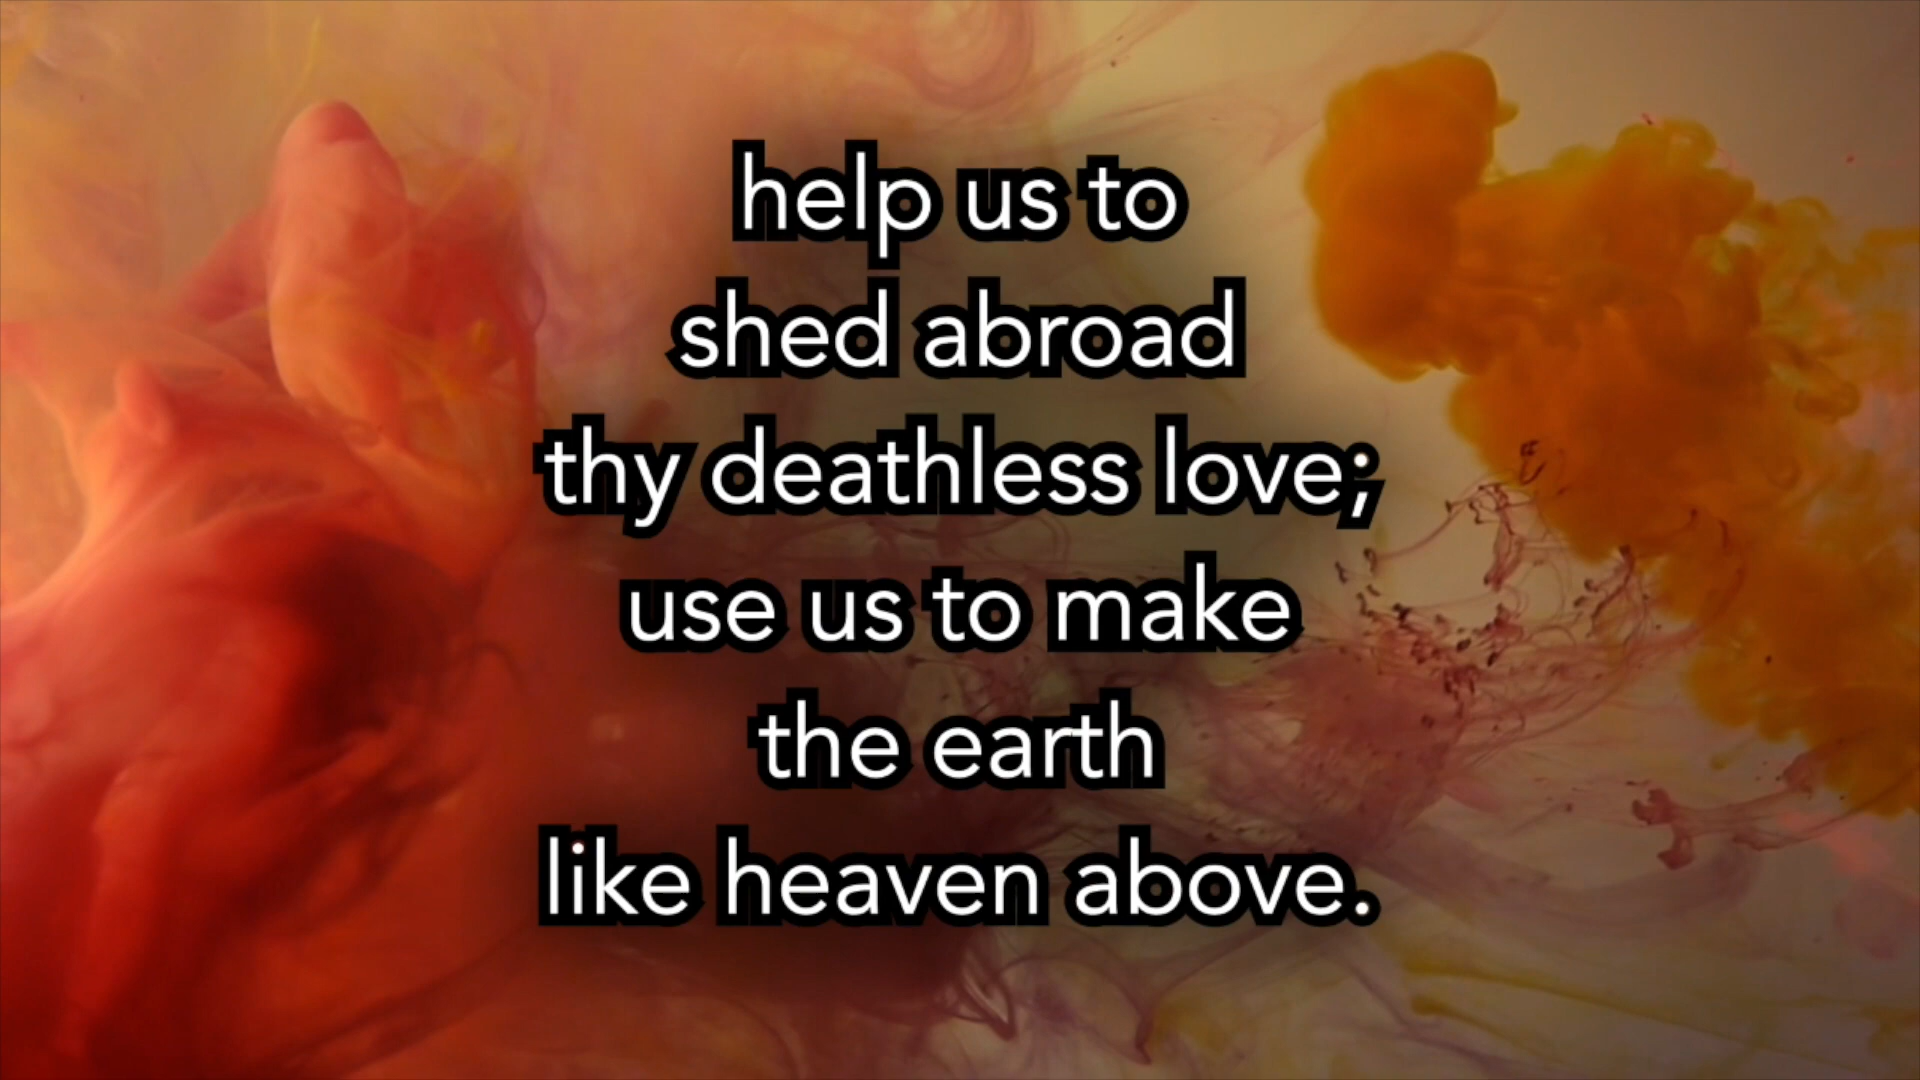 help us to
shed abroad
thy deathless love;
use us to make
the earth
like heaven above.